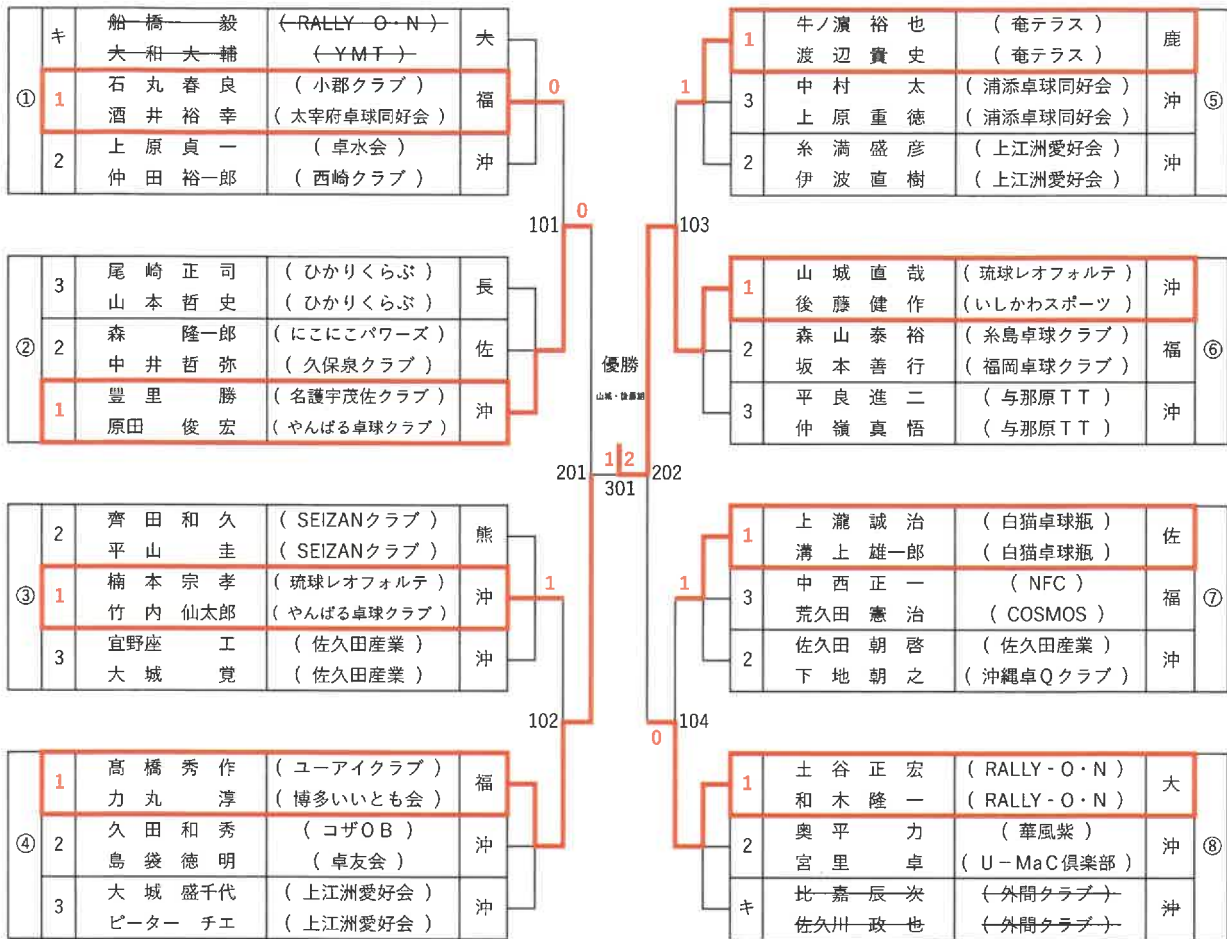 ① キ 船橋 毅 (RALLY-O・N) 大
大和大輔 (YMT)
1 石丸春良 (小郡クラブ) 福
酒井裕幸 (太宰府卓球同好会)
2 上原貞一 (卓水会) 沖
仲田裕一郎 (西崎クラブ)
0
101
0
② 3 尾崎正司 (ひかりくらぶ) 長
山本哲史 (ひかりくらぶ)
2 森 隆一郎 (にこにこパワーズ) 佐
中井哲弥 (久保泉クラブ)
1 豊里 勝 (名護宇茂佐クラブ) 沖
原田俊宏 (やんばる卓球クラブ)
③ 2 齊田和久 (SEIZANクラブ) 熊
平山 圭 (SEIZANクラブ)
1 楠本宗孝 (琉球レオフォルテ) 沖
竹内仙太郎 (やんばる卓球クラブ)
3 宜野座 工 (佐久田産業) 沖
大城 覚 (佐久田産業)
1
102
④ 1 髙橋秀作 (ユーアイクラブ) 福
力丸 淳 (博多いいとも会)
2 久田和秀 (コザOB) 沖
島袋徳明 (卓友会)
3 大城盛千代 (上江洲愛好会) 沖
ピーター チエ (上江洲愛好会)
優勝
山城・後藤組
1 2
201 301 202
1 牛ノ濵裕也 (奄テラス) 鹿 ⑤
渡辺貴史 (奄テラス)
3 中村 太 (浦添卓球同好会) 沖
上原重徳 (浦添卓球同好会)
2 糸満盛彦 (上江洲愛好会) 沖
伊波直樹 (上江洲愛好会)
1
103
1 山城直哉 (琉球レオフォルテ) 沖 ⑥
後藤健作 (いしかわスポーツ)
2 森山泰裕 (糸島卓球クラブ) 福
坂本善行 (福岡卓球クラブ)
3 平良進二 (与那原TT) 沖
仲嶺真悟 (与那原TT)
1 上瀧誠治 (白猫卓球瓶) 佐 ⑦
溝上雄一郎 (白猫卓球瓶)
3 中西正一 (NFC) 福
荒久田憲治 (COSMOS)
2 佐久田朝啓 (佐久田産業) 沖
下地朝之 (沖縄卓Qクラブ)
1
104
0
1 土谷正宏 (RALLY-O・N) 大 ⑧
和木隆一 (RALLY-O・N)
2 奥平 力 (華風紫) 沖
宮里 卓 (U-MaC倶楽部)
キ 比嘉辰次 (外間クラブ) 沖
佐久川政也 (外間クラブ)